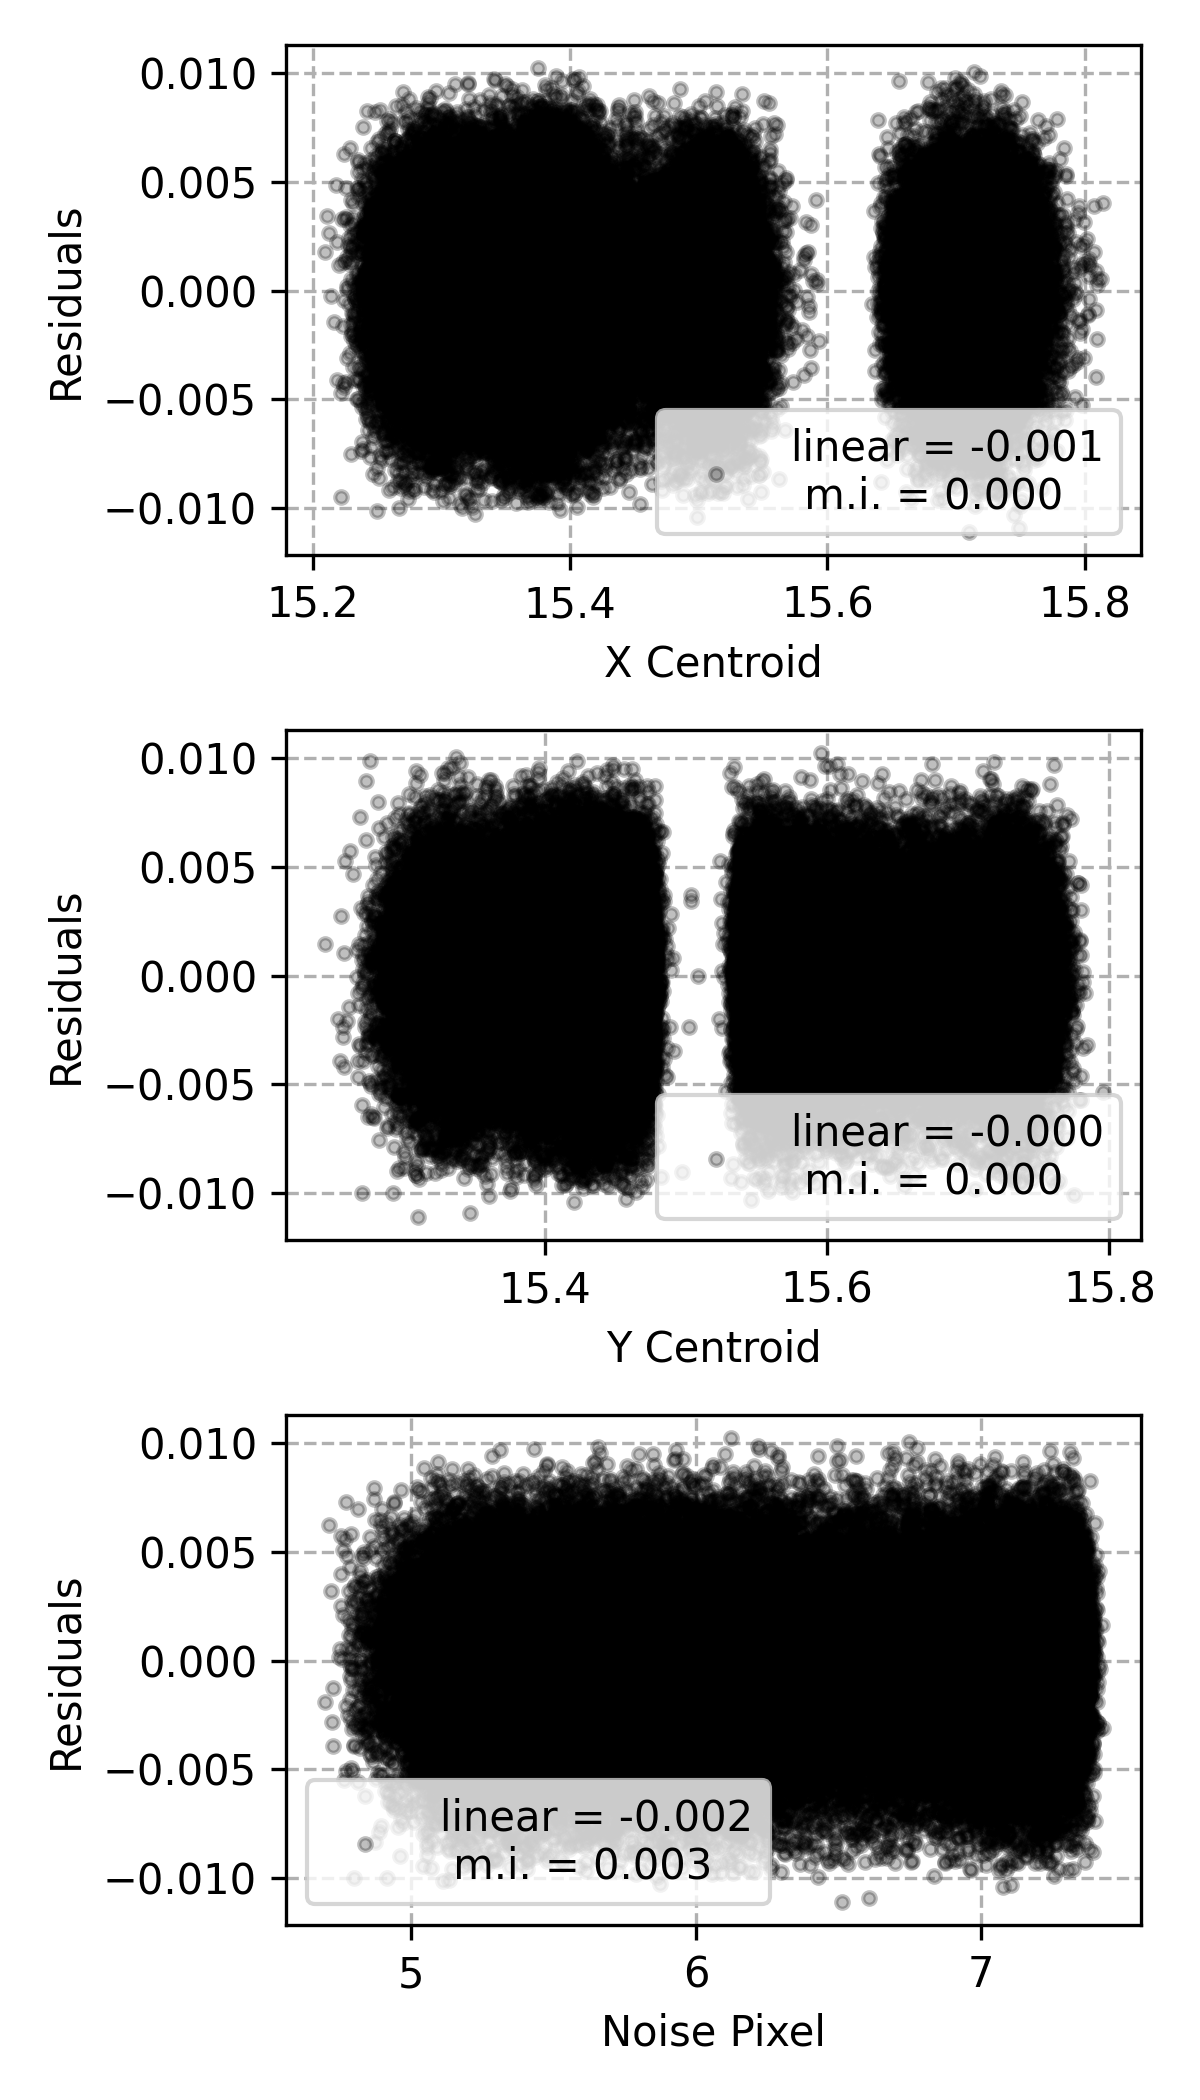 0.010
0.005
0.000
−0.005
−0.010
Residuals
linear = -0.001
m.i. = 0.000
15.2 15.4 15.6 15.8
X Centroid
0.010
0.005
0.000
−0.005
−0.010
Residuals
linear = -0.000
m.i. = 0.000
15.4 15.6 15.8
Y Centroid
0.010
0.005
0.000
−0.005
−0.010
Residuals
linear = -0.002
m.i. = 0.003
5 6 7
Noise Pixel